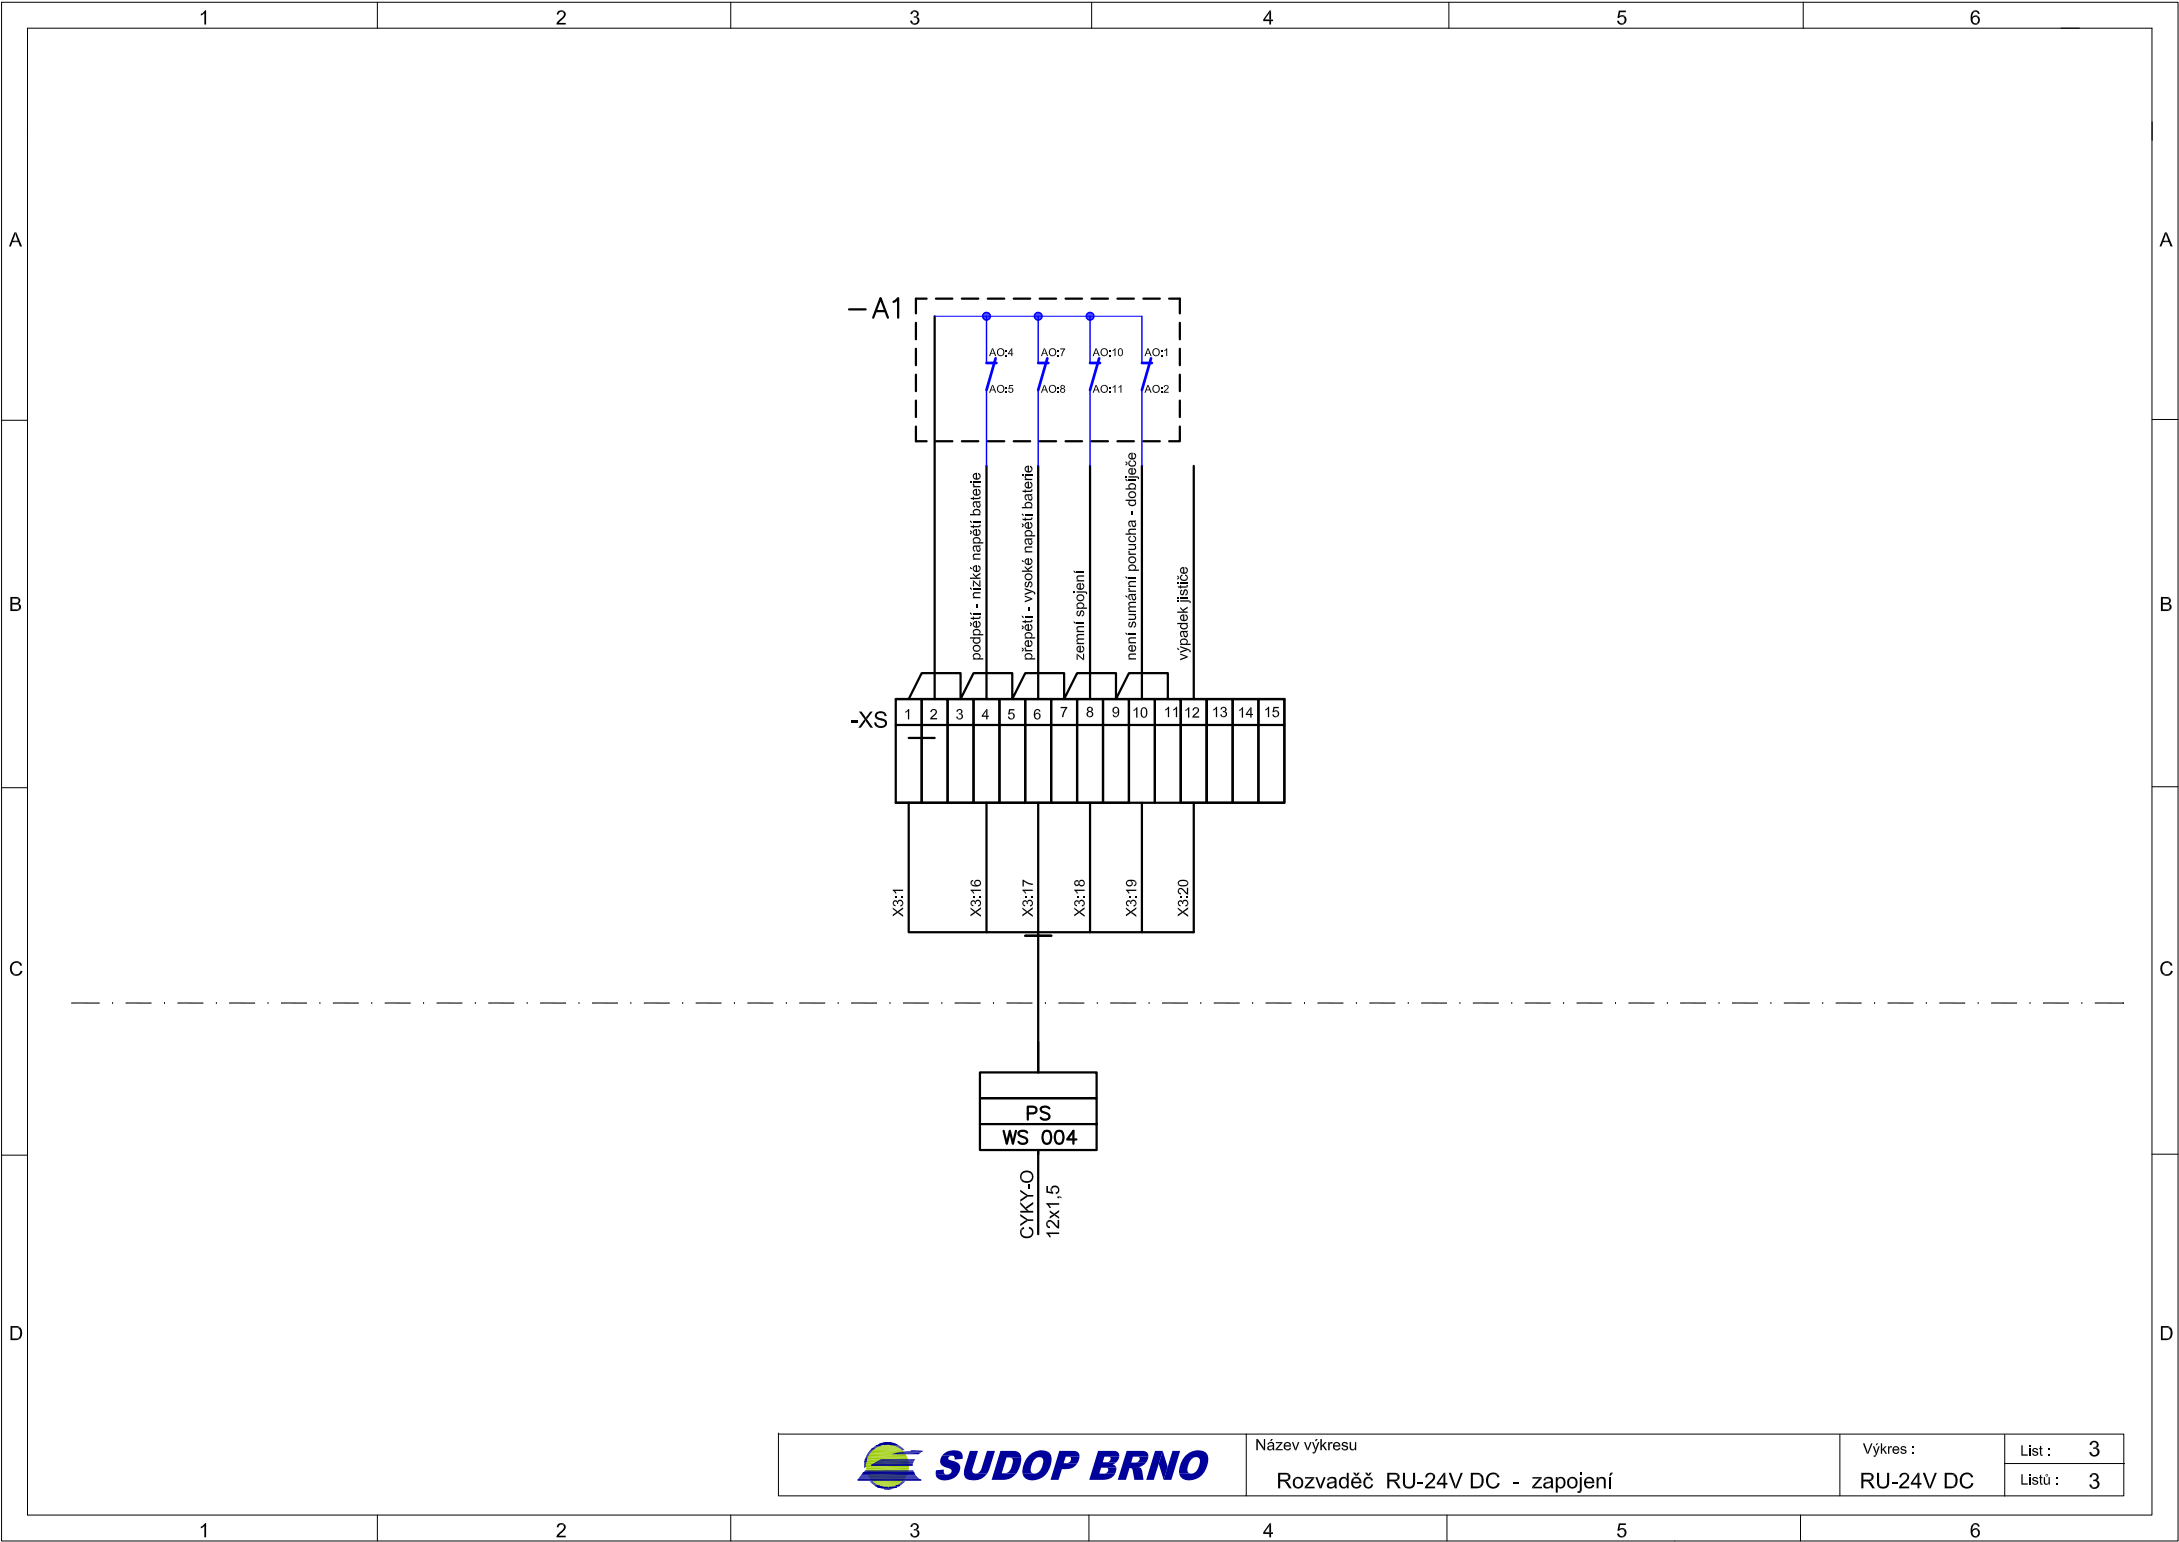 1 2 3 4 5 6
A A
—A1
AO:4 AO:7 AO:10 AO:1
AO:5 AO:8 AO:11 AO:2
podpětí - nízké napětí baterie
přepětí - vysoké napětí baterie
zemní spojení
není sumární porucha - dobíječe
výpadek jističe
B B
-XS 1 2 3 4 5 6 7 8 9 10 11 12 13 14 15
X3:1
X3:16
X3:17
X3:18
X3:19
X3:20
C C
PS
WS 004
CYKY-O
12x1,5
D D
SUDOP BRNO
Název výkresu
Rozvaděč RU-24V DC - zapojení
Výkres :
RU-24V DC
List : 3
Listů : 3
1 2 3 4 5 6